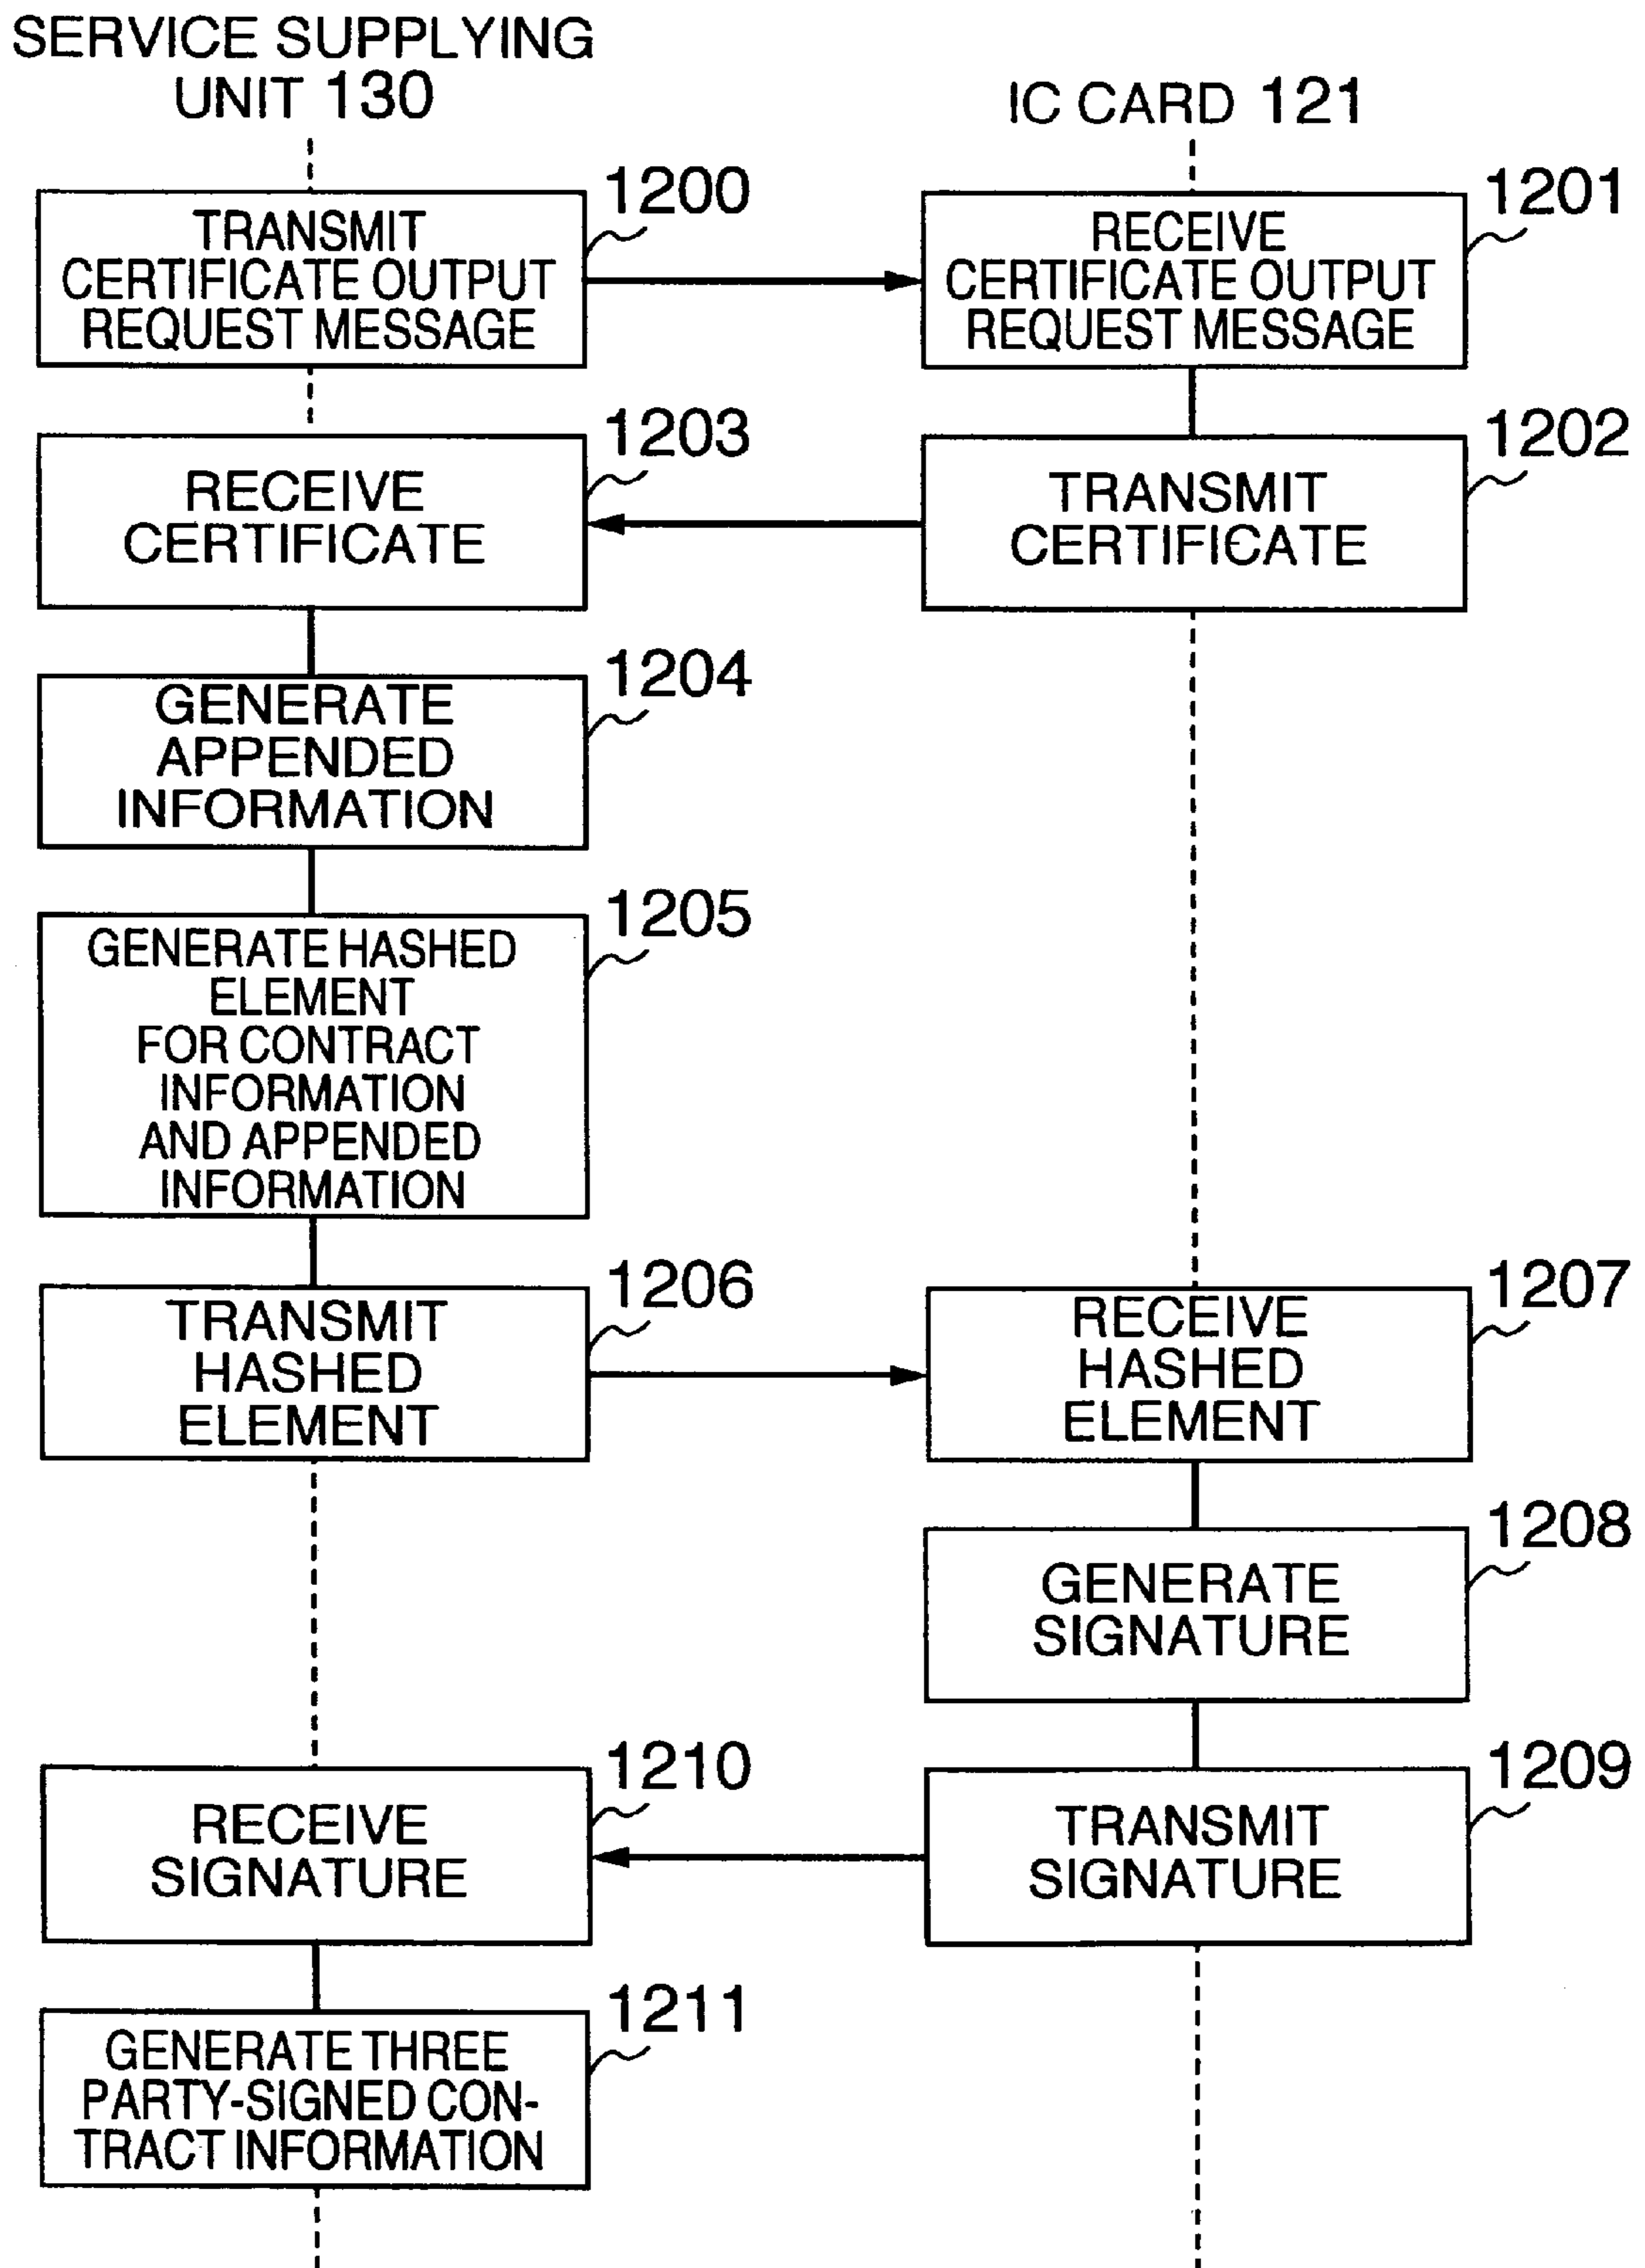 SERVICE SUPPLYING
UNIT 130
IC CARD 121
1200
TRANSMIT
CERTIFICATE OUTPUT
REQUEST MESSAGE
1201
RECEIVE
CERTIFICATE OUTPUT
REQUEST MESSAGE
1203
RECEIVE
CERTIFICATE
1202
TRANSMIT
CERTIFICATE
1204
GENERATE
APPENDED
INFORMATION
1205
GENERATE HASHED
ELEMENT
FOR CONTRACT
INFORMATION
AND APPENDED
INFORMATION
1206
TRANSMIT
HASHED
ELEMENT
1207
RECEIVE
HASHED
ELEMENT
1208
GENERATE
SIGNATURE
1210
RECEIVE
SIGNATURE
1209
TRANSMIT
SIGNATURE
1211
GENERATE THREE
PARTY-SIGNED CON-
TRACT INFORMATION